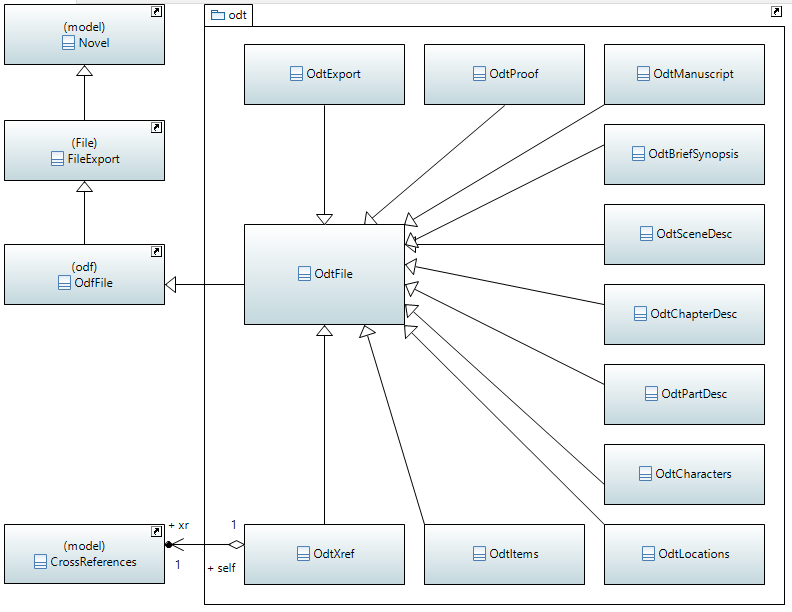 (model)
Novel
odt
OdtExport
OdtProof
OdtManuscript
(File)
FileExport
OdtBriefSynopsis
OdtSceneDesc
(odf)
OdfFile
OdtFile
OdtChapterDesc
OdtPartDesc
OdtCharacters
(model)
CrossReferences
+ xr
1
1
+ self
OdtXref
OdtItems
OdtLocations